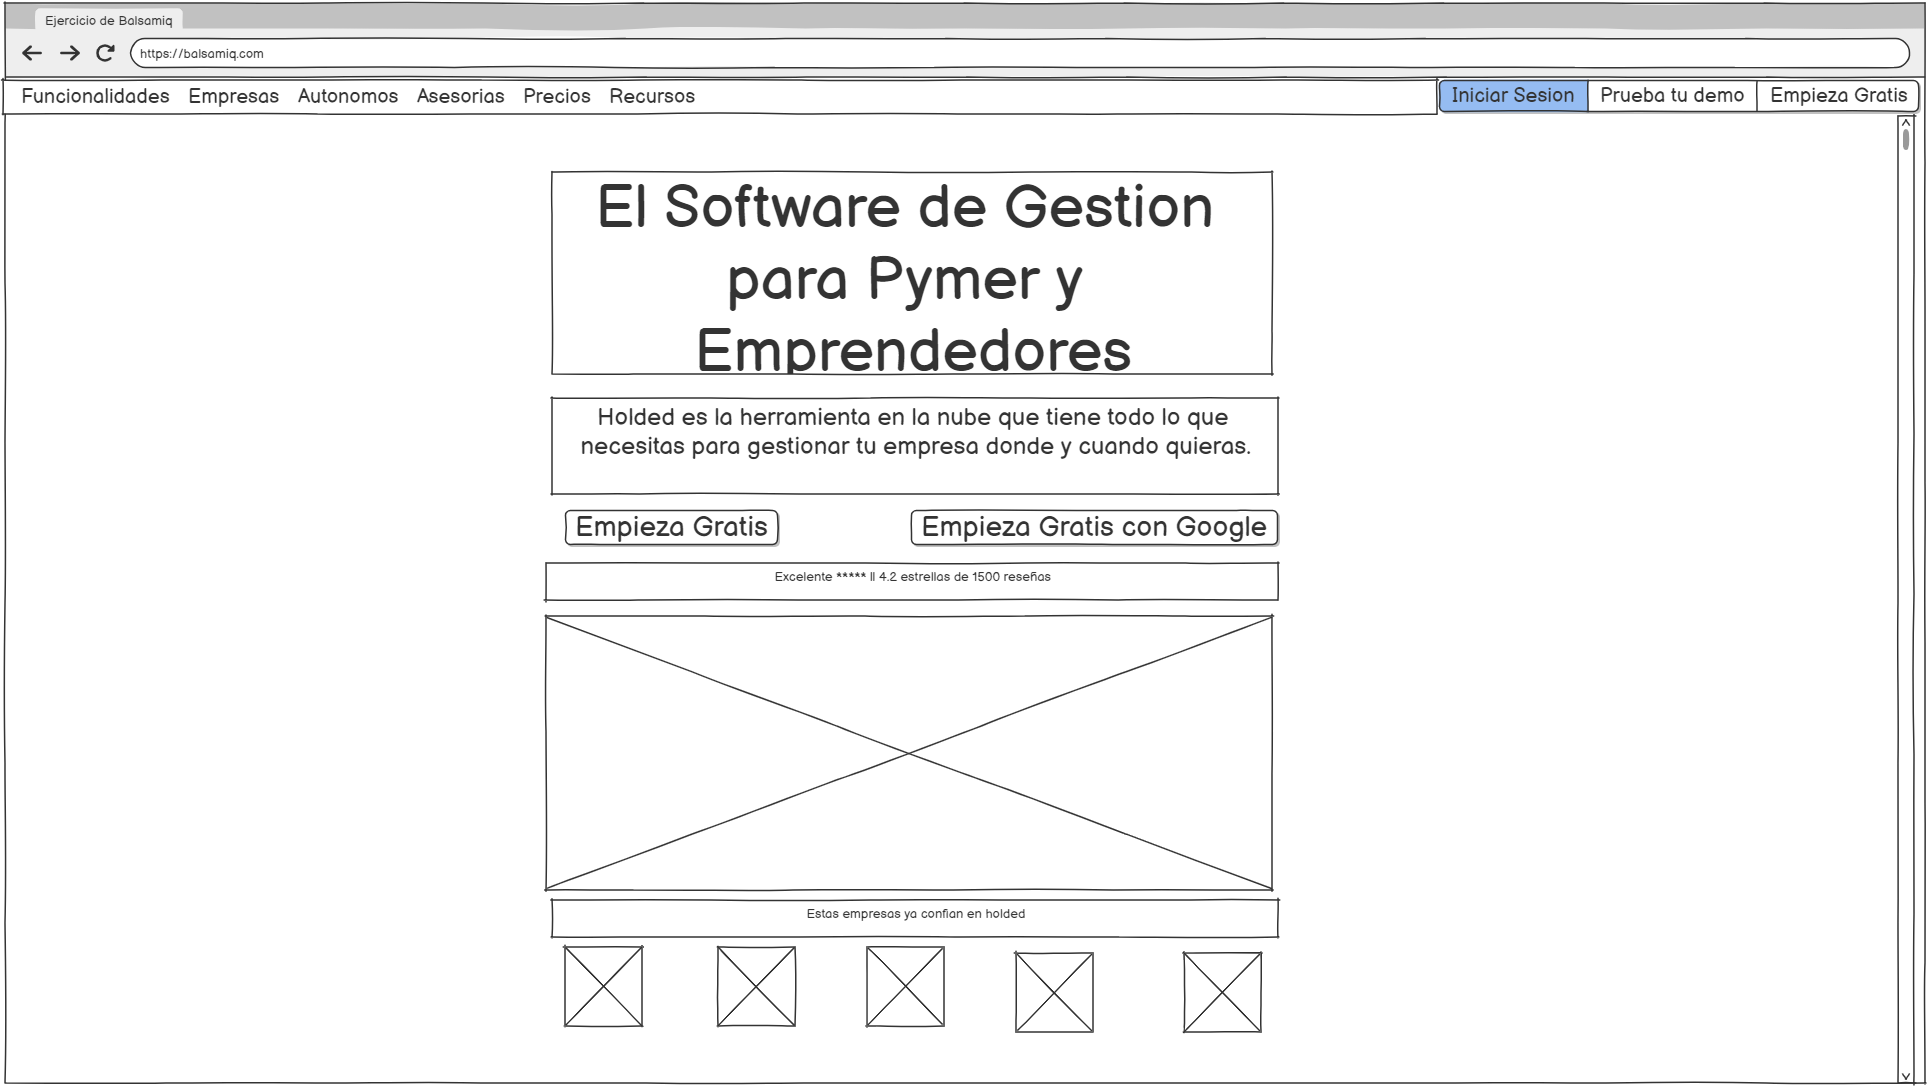 Ejercicio de Balsamiq
https://balsamiq.com
Funcionalidades Empresas Autonomos Asesorias Precios Recursos Iniciar Sesion Prueba tu demo Empieza Gratis
El Software de Gestion
para Pymer y
Emprendedores
Holded es la herramienta en la nube que tiene todo lo que
necesitas para gestionar tu empresa donde y cuando quieras.
Empieza Gratis Empieza Gratis con Google
Excelente ***** || 4.2 estrellas de 1500 reseñas
Estas empresas ya confian en holded